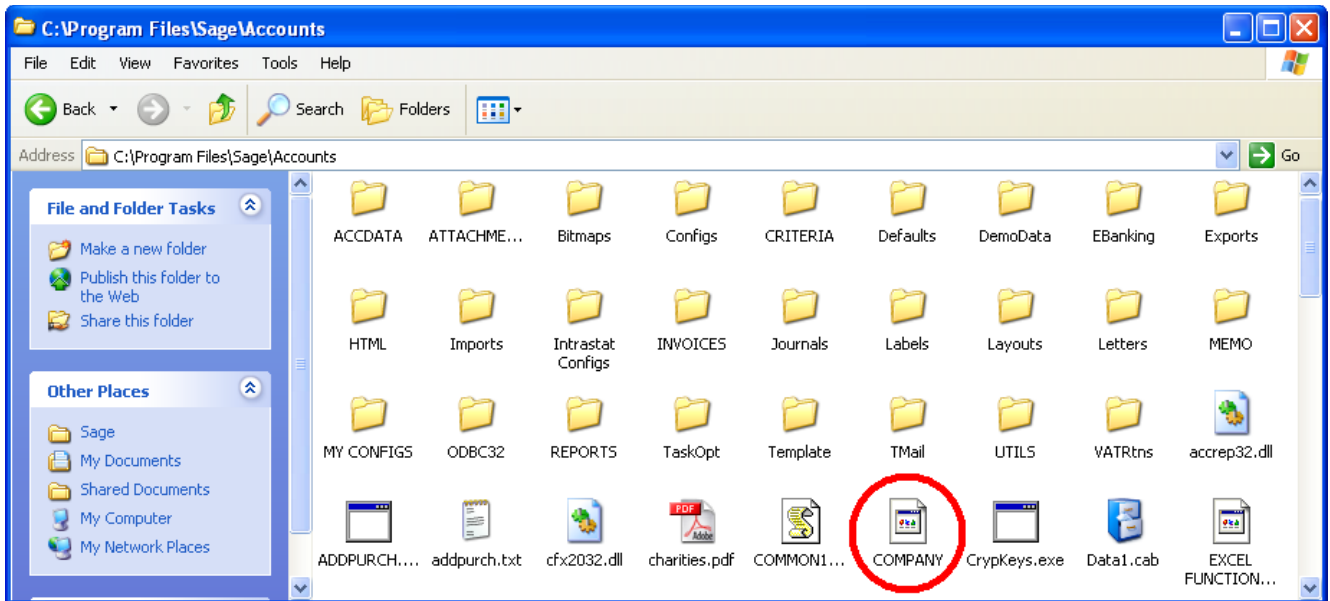 C:\Program Files\Sage\Accounts
File Edit View Favorites Tools Help
Back Search Folders
Address C:\Program Files\Sage\Accounts Go
File and Folder Tasks
Make a new folder
Publish this folder to
the Web
Share this folder
Other Places
Sage
My Documents
Shared Documents
My Computer
My Network Places
ACCDATA ATTACHME... Bitmaps Configs CRITERIA Defaults DemoData EBanking Exports
HTML Imports Intrastat Configs INVOICES Journals Labels Layouts Letters MEMO
MY CONFIGS ODBC32 REPORTS TaskOpt Template TMail UTILS VATRtns accrep32.dll
PDF
Adobe
ADDPURCH.... addpurch.txt cfx2032.dll charities.pdf COMMON1... COMPANY CrypKeys.exe Data1.cab EXCEL FUNCTION...